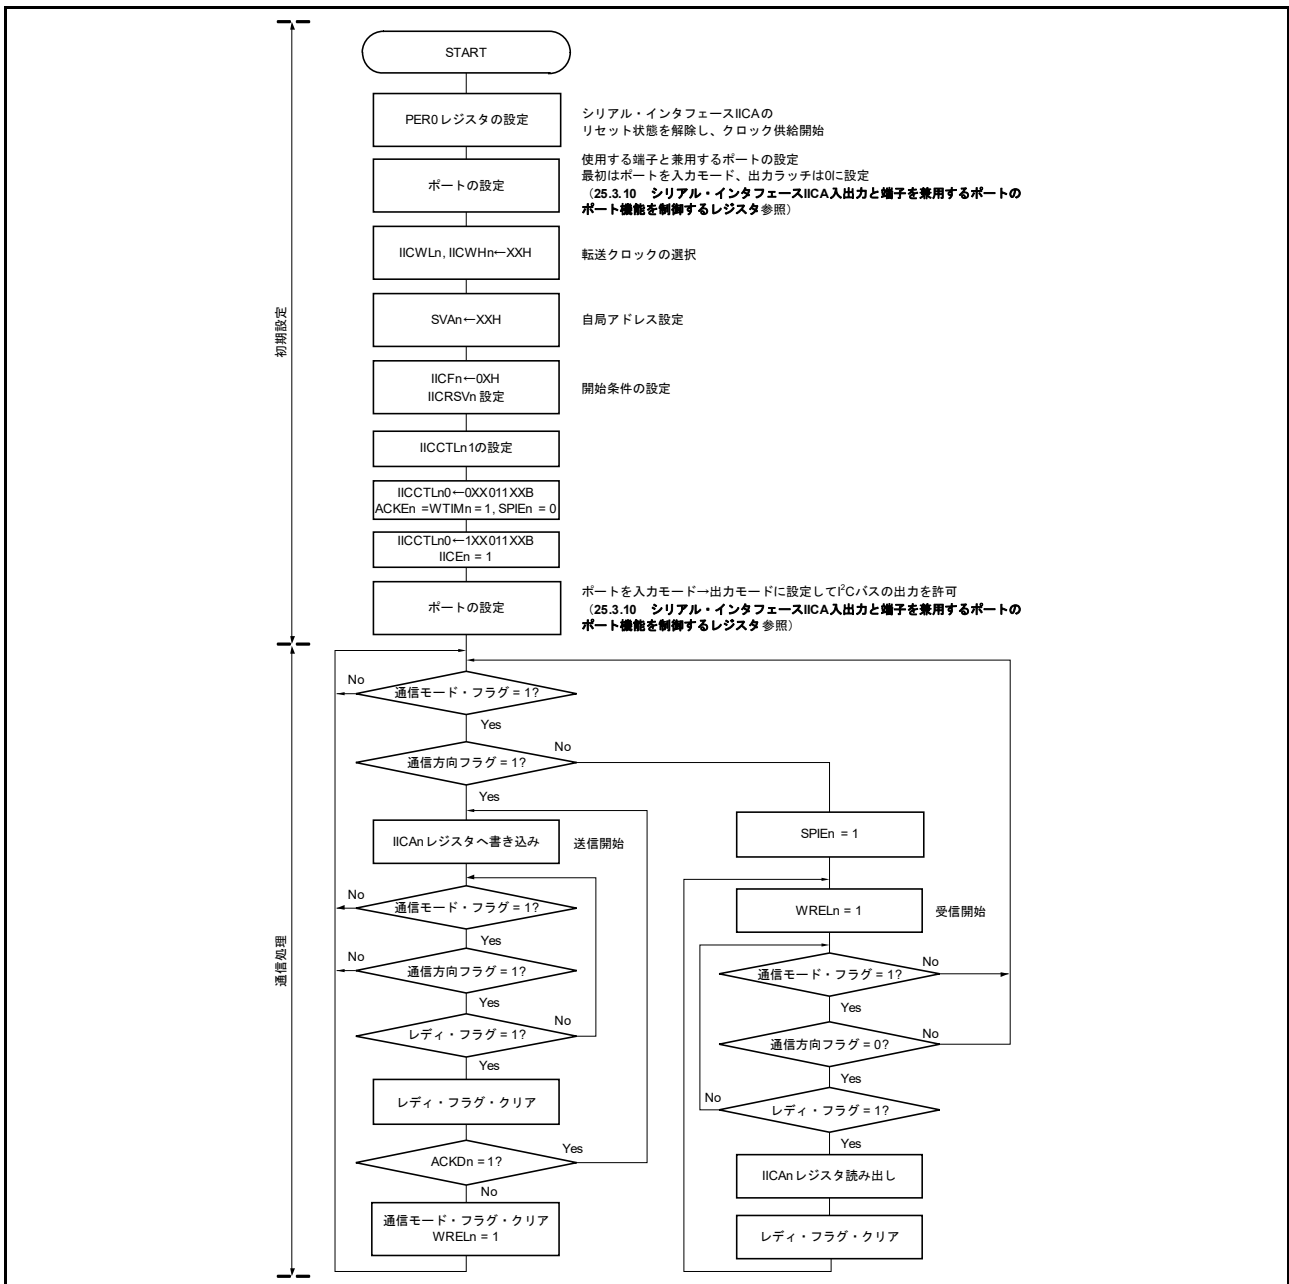 START
PER0レジスタの設定
シリアル・インタフェースIICAの
リセット状態を解除し、クロック供給開始
ポートの設定
使用する端子と兼用するポートの設定
最初はポートを入力モード、出力ラッチは0に設定
（25.3.10　シリアル・インタフェースIICA入出力と端子を兼用するポートの
ポート機能を制御するレジスタ参照）
IICWLn, IICWHn←XXH
転送クロックの選択
SVAn←XXH
自局アドレス設定
初期設定
IICFn←0XH
IICRSVn 設定
開始条件の設定
IICCTLn1の設定
IICCTLn0←0XX011XXB
ACKEn =WTIMn = 1, SPIEn = 0
IICCTLn0←1XX011XXB
IICEn = 1
ポートの設定
ポートを入力モード→出力モードに設定してI²Cバスの出力を許可
（25.3.10　シリアル・インタフェースIICA入出力と端子を兼用するポートの
ポート機能を制御するレジスタ参照）
通信処理
No
通信モード・フラグ = 1?
Yes
通信方向フラグ = 1?
No
Yes
IICAnレジスタへ書き込み
送信開始
No
通信モード・フラグ = 1?
Yes
No
通信方向フラグ = 1?
Yes
レディ・フラグ = 1?
No
Yes
レディ・フラグ・クリア
ACKDn = 1?
Yes
No
通信モード・フラグ・クリア
WRELn = 1
SPIEn = 1
WRELn = 1
受信開始
通信モード・フラグ = 1?
No
Yes
通信方向フラグ = 0?
No
Yes
No
レディ・フラグ = 1?
Yes
IICAnレジスタ読み出し
レディ・フラグ・クリア